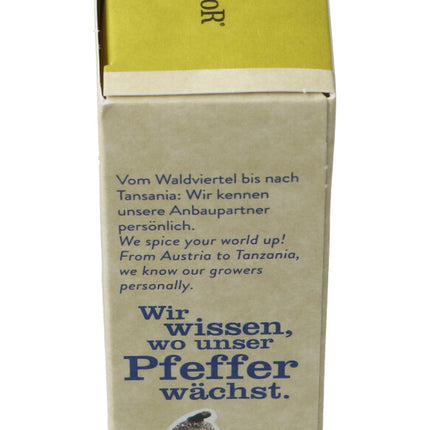 OR®
Vom Waldviertel bis nach
Tansania: Wir kennen
unsere Anbaupartner
persönlich.
We spice your world up!
From Austria to Tanzania,
we know our growers
personally.
Wir
wissen,
wo unser
Pfeffer
wächst.